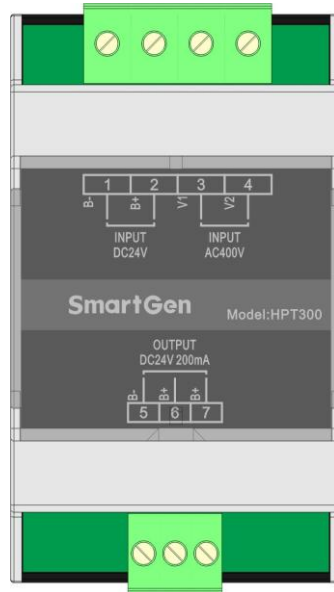 1 2 3 4
B- B+ V1 V2
INPUT DC24V INPUT AC400V
SmartGen Model:HPT300
OUTPUT
DC24V 200mA
B- B+ B+
5 6 7